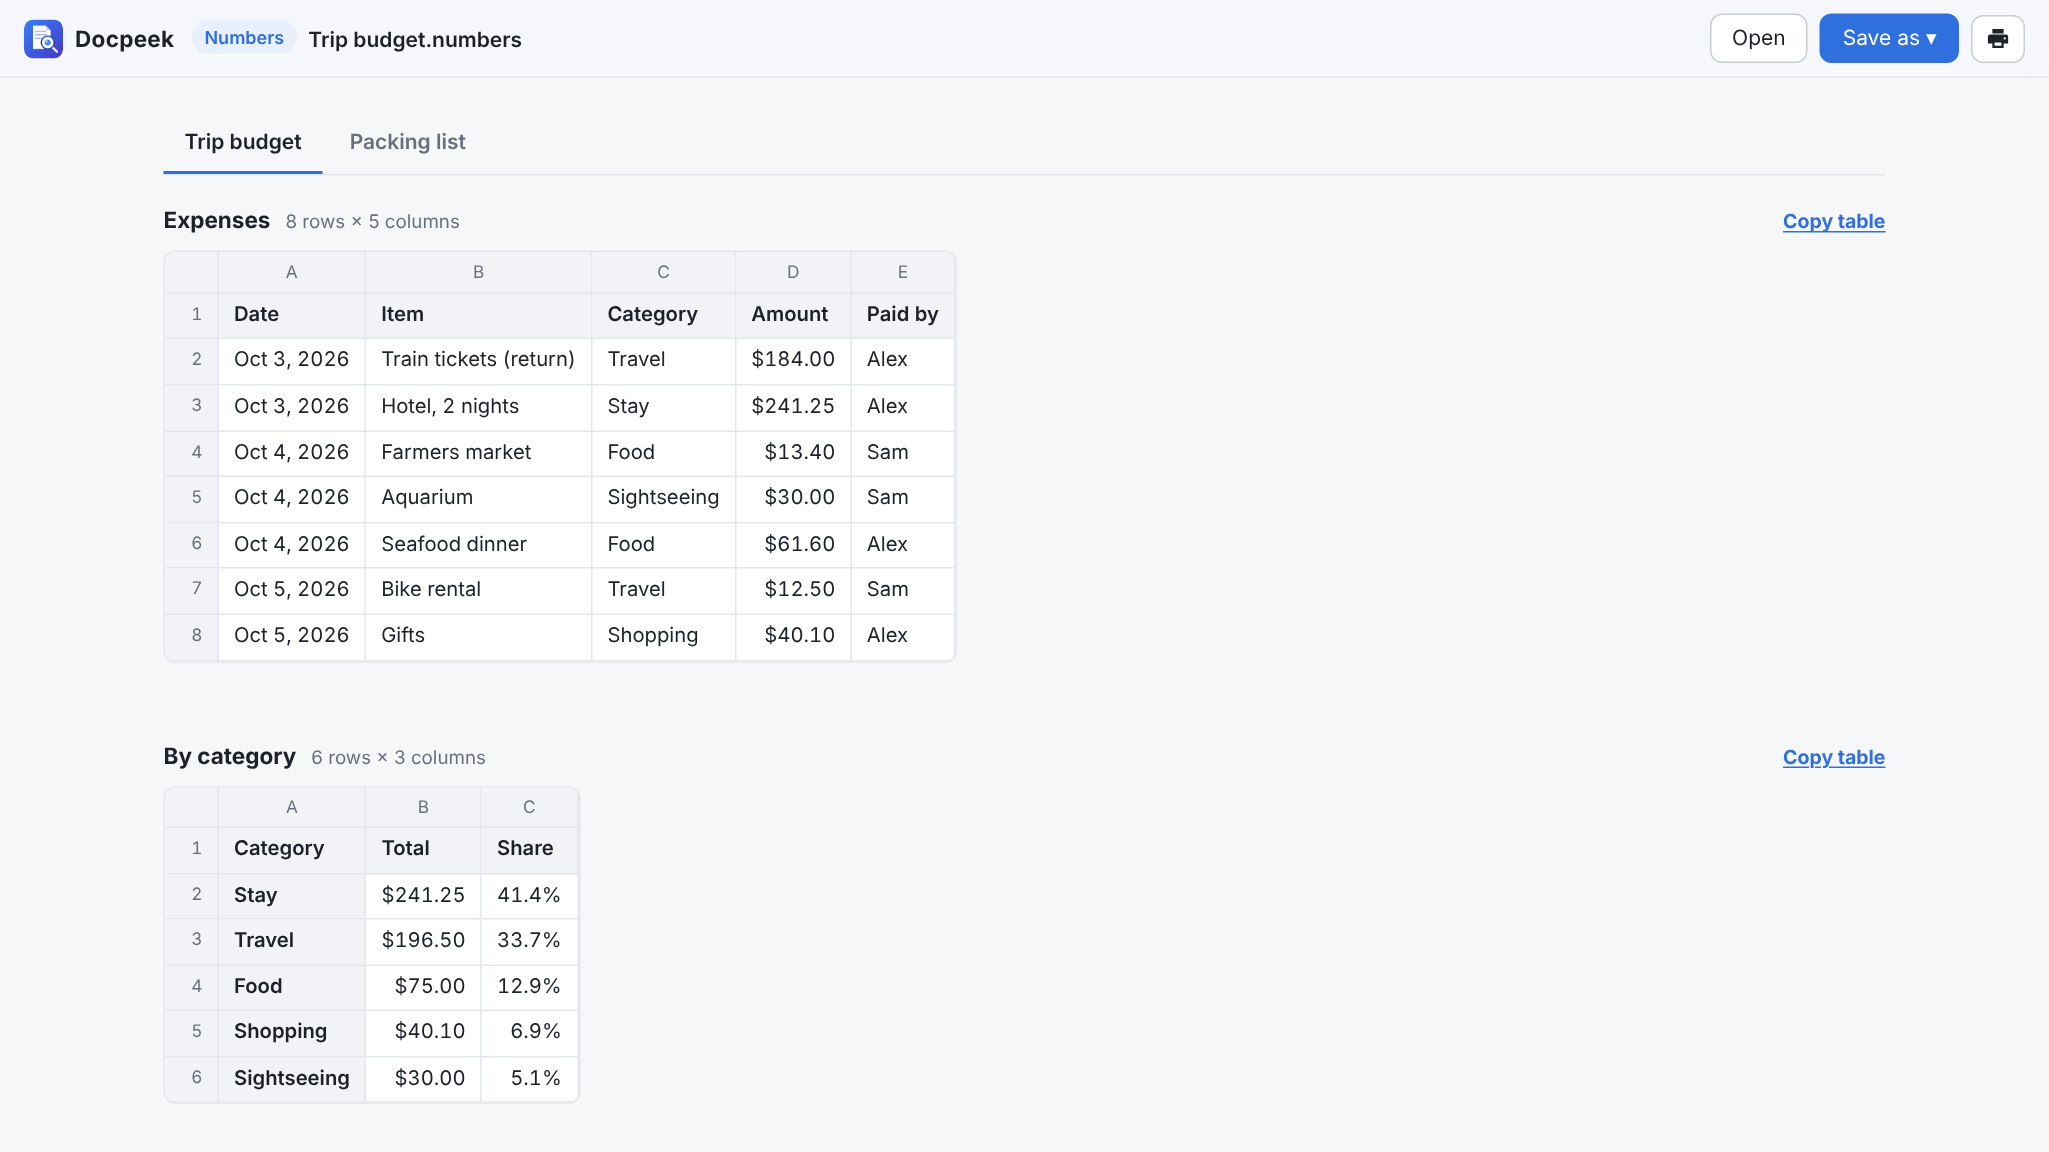 Docpeek Numbers Trip budget.numbers Open Save as ▾
Trip budget Packing list
Expenses 8 rows × 5 columns Copy table
A B C D E
1 Date Item Category Amount Paid by
2 Oct 3, 2026 Train tickets (return) Travel $184.00 Alex
3 Oct 3, 2026 Hotel, 2 nights Stay $241.25 Alex
4 Oct 4, 2026 Farmers market Food $13.40 Sam
5 Oct 4, 2026 Aquarium Sightseeing $30.00 Sam
6 Oct 4, 2026 Seafood dinner Food $61.60 Alex
7 Oct 5, 2026 Bike rental Travel $12.50 Sam
8 Oct 5, 2026 Gifts Shopping $40.10 Alex
By category 6 rows × 3 columns Copy table
A B C
1 Category Total Share
2 Stay $241.25 41.4%
3 Travel $196.50 33.7%
4 Food $75.00 12.9%
5 Shopping $40.10 6.9%
6 Sightseeing $30.00 5.1%